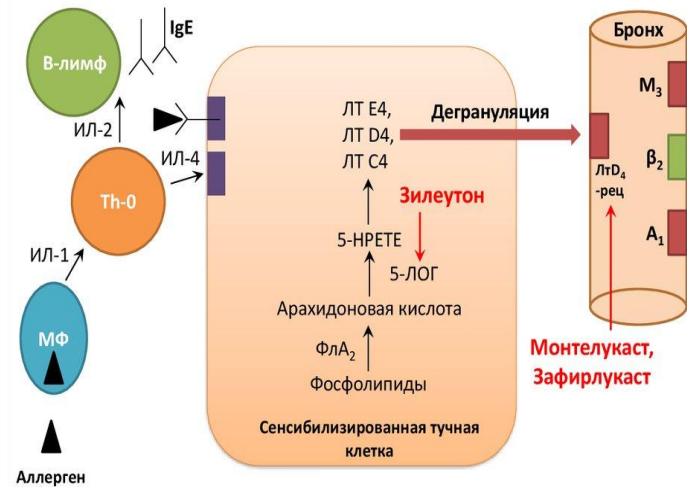 IgE
В-лимф
ИЛ-2
ИЛ-4
Th-0
ИЛ-1
МФ
Аллерген
ЛТ Е4,
ЛТ D4,
ЛТ С4
Дегрануляция
Зилеутон
5-НРЕТЕ
5-ЛОГ
Арахидоновая кислота
ФлА2
Фосфолипиды
Сенсибилизированная тучная
клетка
Бронх
М3
β2
А1
ЛтD4
-рец
Монтелукаст,
Зафирлукаст